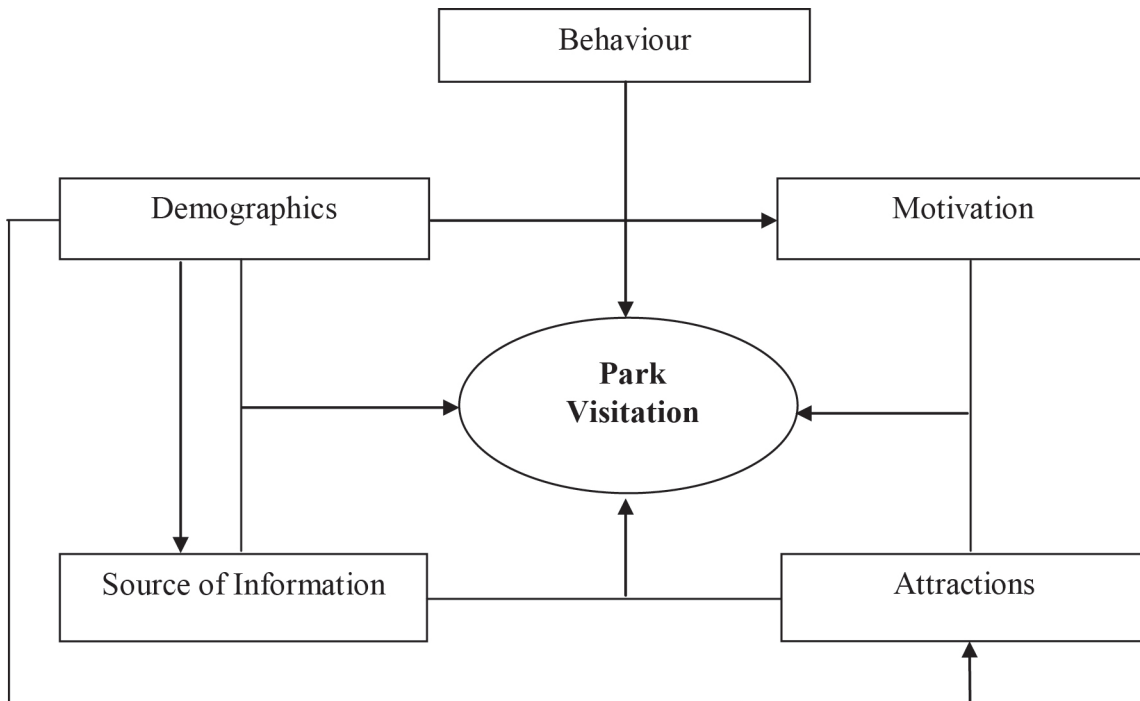 Behaviour
Demographics
Motivation
Park
Visitation
Source of Information
Attractions